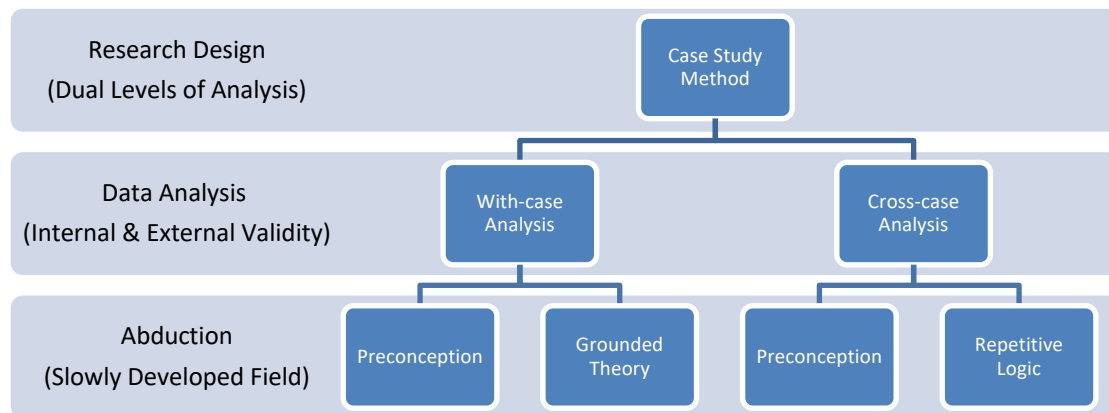 Research Design
(Dual Levels of Analysis)
Case Study
Method
Data Analysis
(Internal & External Validity)
With-case
Analysis
Cross-case
Analysis
Abduction
(Slowly Developed Field)
Preconception
Grounded
Theory
Preconception
Repetitive
Logic